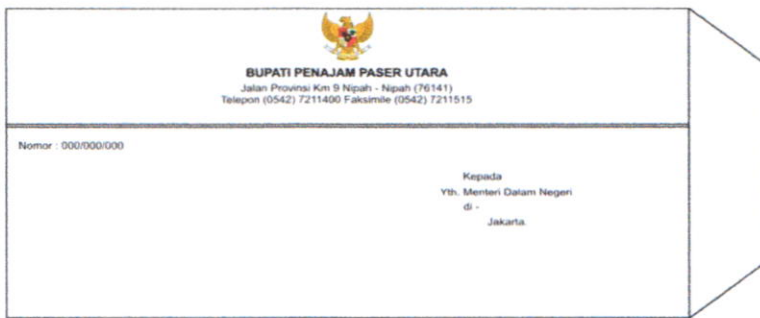 BUPATI PENAJAM PASER UTARA
Jalan Provinsi Km 9 Nipah - Nipah (76141)
Telepon (0542) 7211400 Faksimile (0542) 7211515
Nomor : 000/000/000
Kepada
Yth. Menteri Dalam Negeri
di -
Jakarta.